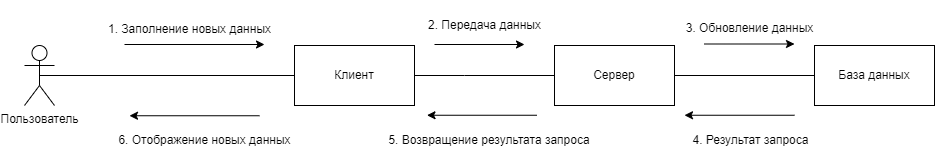 1. Заполнение новых данных
2. Передача данных
3. Обновление данных
Клиент
Сервер
База данных
Пользователь
6. Отображение новых данных
5. Возвращение результата запроса
4. Результат запроса